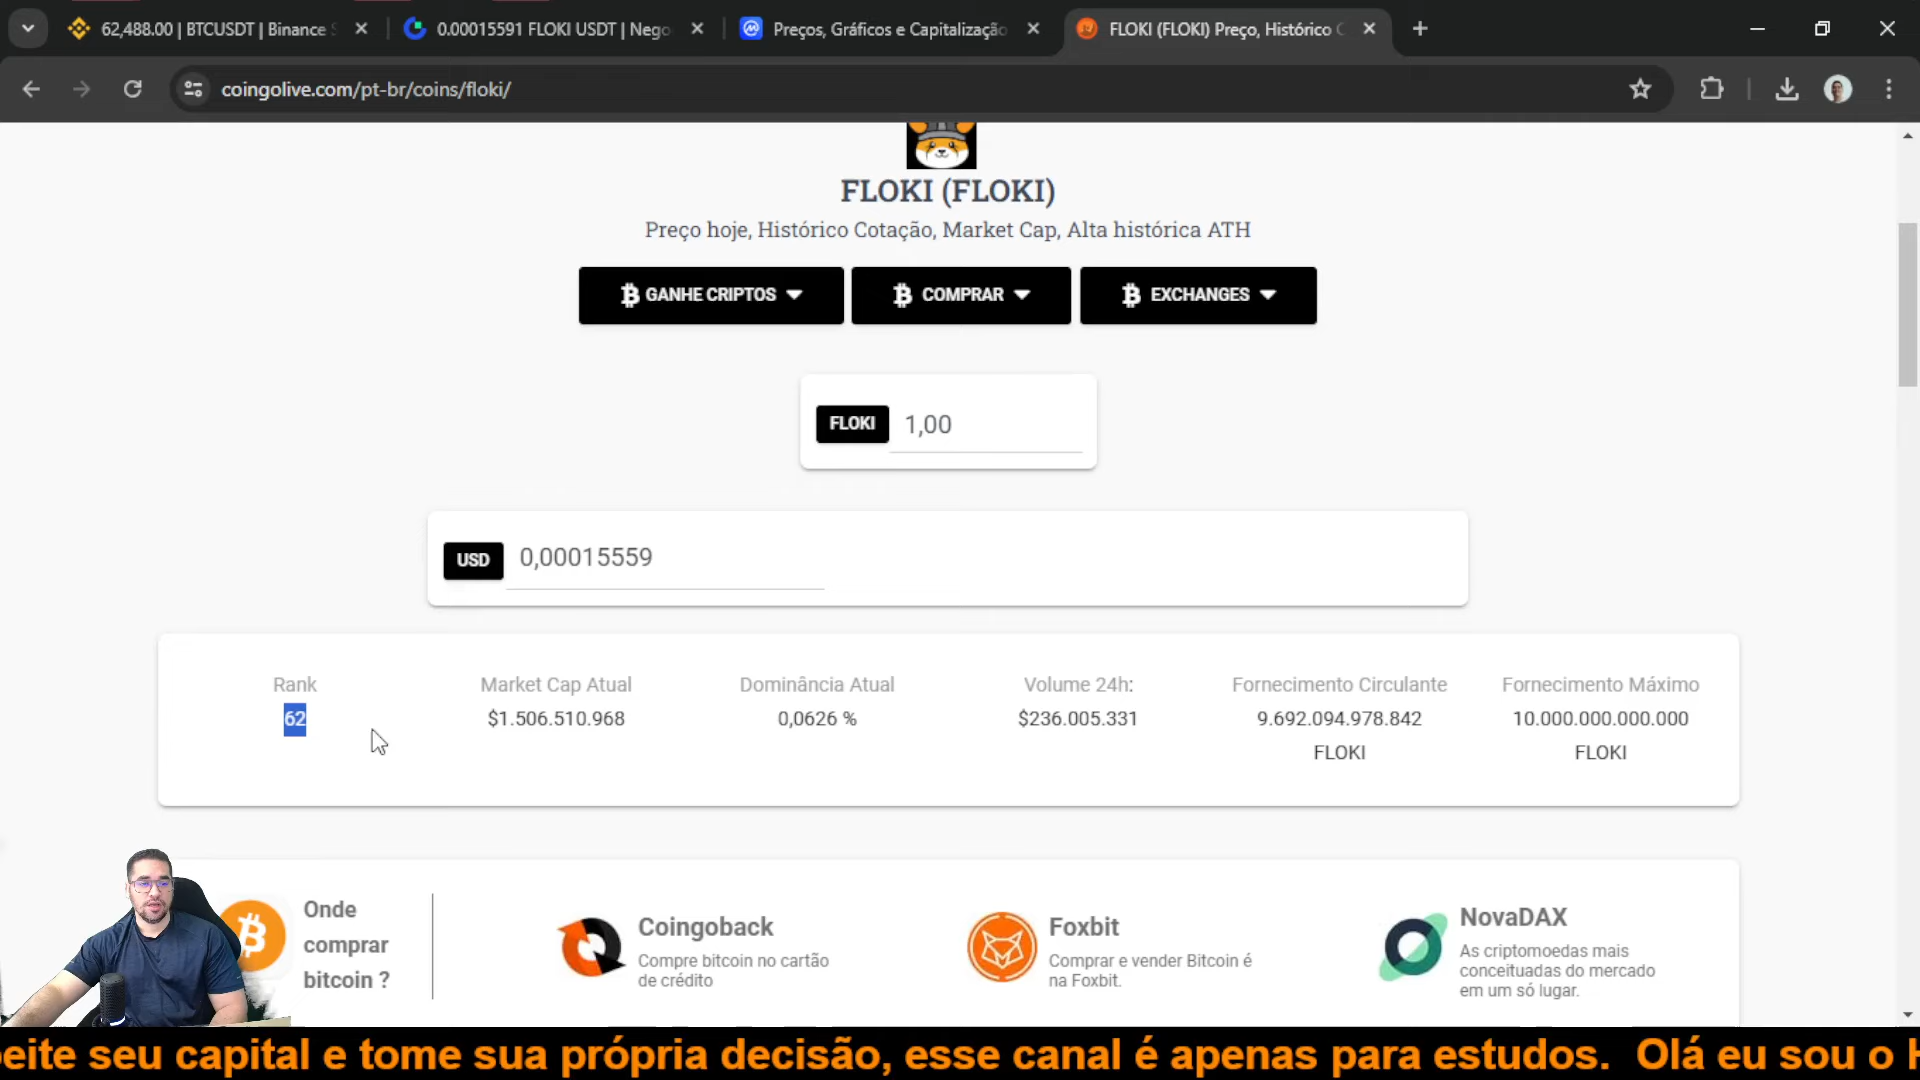 62,488.00 | BTCUSDT | Binance S
0.00015591 FLOKI USDT | Nego
Preços, Gráficos e Capitalização
FLOKI (FLOKI) Preço, Histórico C
coingolive.com/pt-br/coins/floki/
FLOKI (FLOKI)
Preço hoje, Histórico Cotação, Market Cap, Alta histórica ATH
GANHE CRIPTOS
COMPRAR
EXCHANGES
FLOKI 1,00
USD 0,00015559
Rank
62
Market Cap Atual
$1.506.510.968
Dominância Atual
0,0626 %
Volume 24h:
$236.005.331
Fornecimento Circulante
9.692.094.978.842
FLOKI
Fornecimento Máximo
10.000.000.000.000
FLOKI
Onde
comprar
bitcoin ?
Coingoback
Compre bitcoin no cartão
de crédito
Foxbit
Comprar e vender Bitcoin é
na Foxbit.
NovaDAX
As criptomoedas mais
conceituadas do mercado
em um só lugar.
peite seu capital e tome sua própria decisão, esse canal é apenas para estudos. Olá eu sou o H